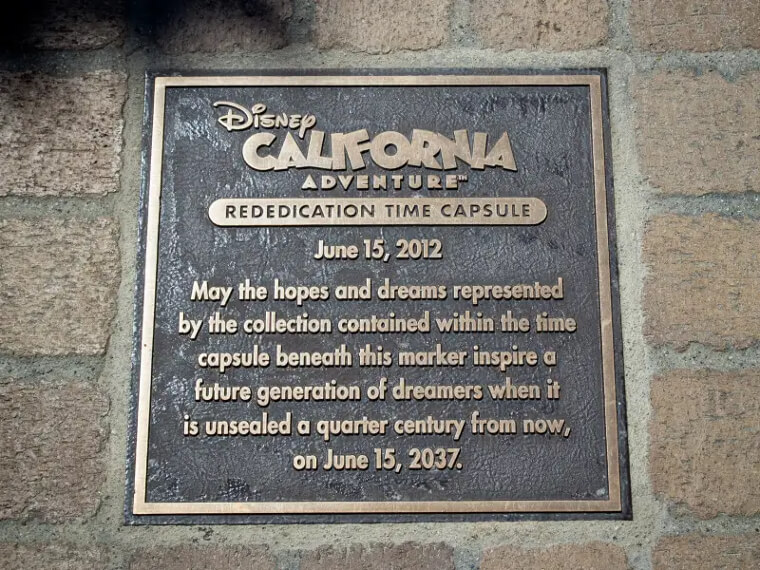 Disney
CALIFORNIA
ADVENTURE™
REDEDICATION TIME CAPSULE
June 15, 2012
May the hopes and dreams represented
by the collection contained within the time
capsule beneath this marker inspire a
future generation of dreamers when it
is unsealed a quarter century from now,
on June 15, 2037.